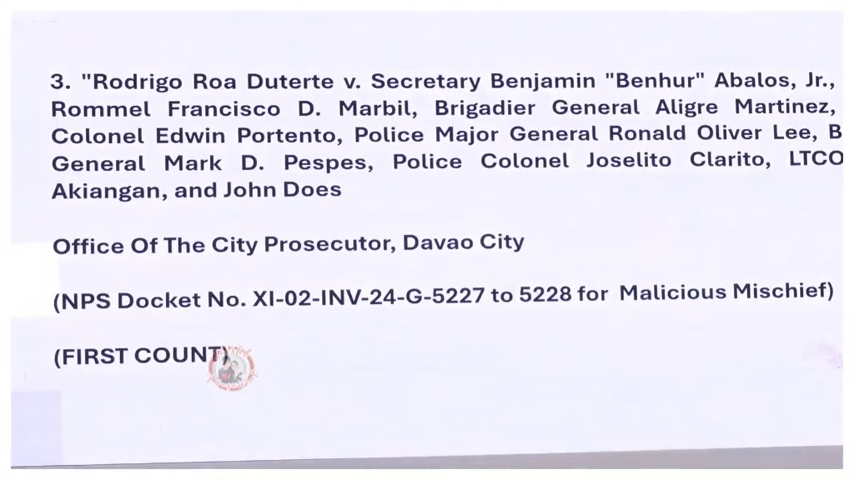 3. "Rodrigo Roa Duterte v. Secretary Benjamin "Benhur" Abalos, Jr.,
Rommel Francisco D. Marbil, Brigadier General Aligre Martinez,
Colonel Edwin Portento, Police Major General Ronald Oliver Lee, B
General Mark D. Pespes, Police Colonel Joselito Clarito, LTCO
Akiangan, and John Does
Office Of The City Prosecutor, Davao City
(NPS Docket No. XI-02-INV-24-G-5227 to 5228 for Malicious Mischief)
(FIRST COUNT)